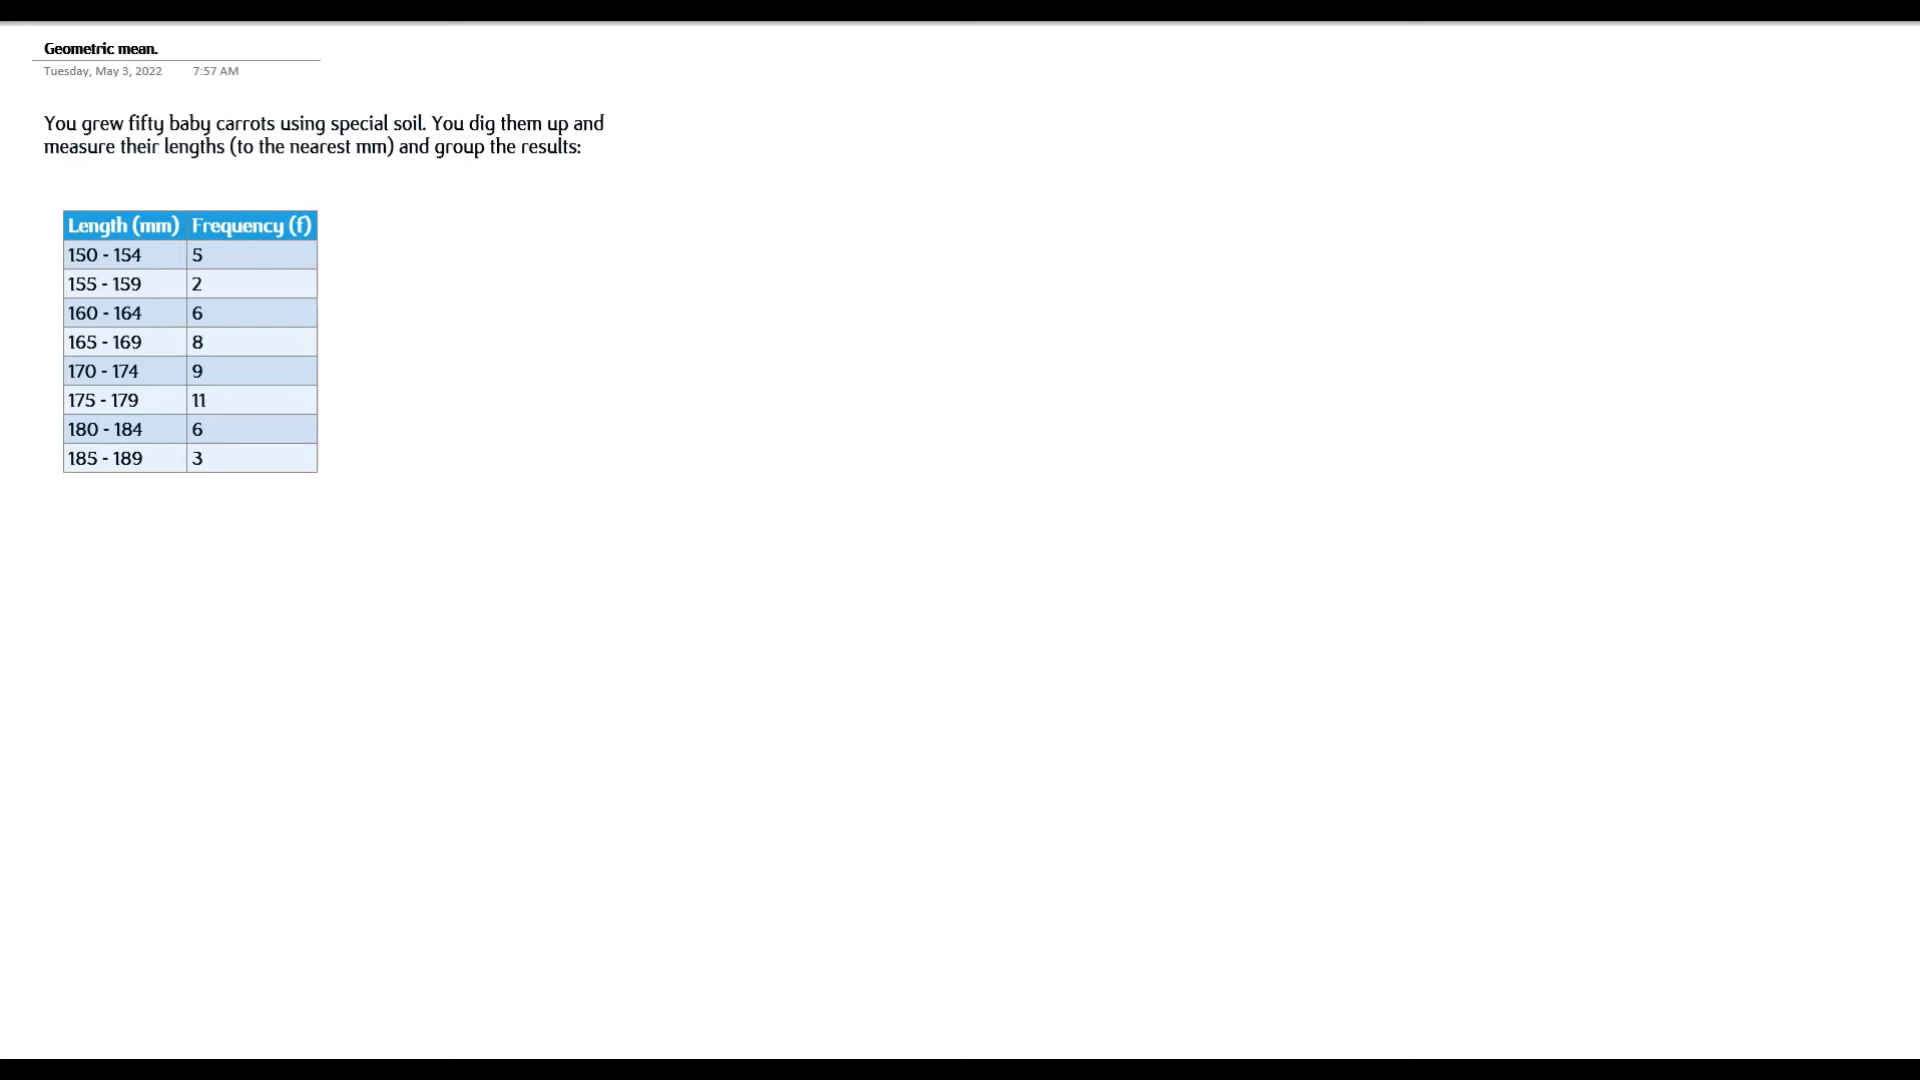 Geometric mean.
Tuesday, May 3, 2022 7:57 AM
You grew fifty baby carrots using special soil. You dig them up and
measure their lengths (to the nearest mm) and group the results:
Length (mm) Frequency (f)
150 - 154 5
155 - 159 2
160 - 164 6
165 - 169 8
170 - 174 9
175 - 179 11
180 - 184 6
185 - 189 3